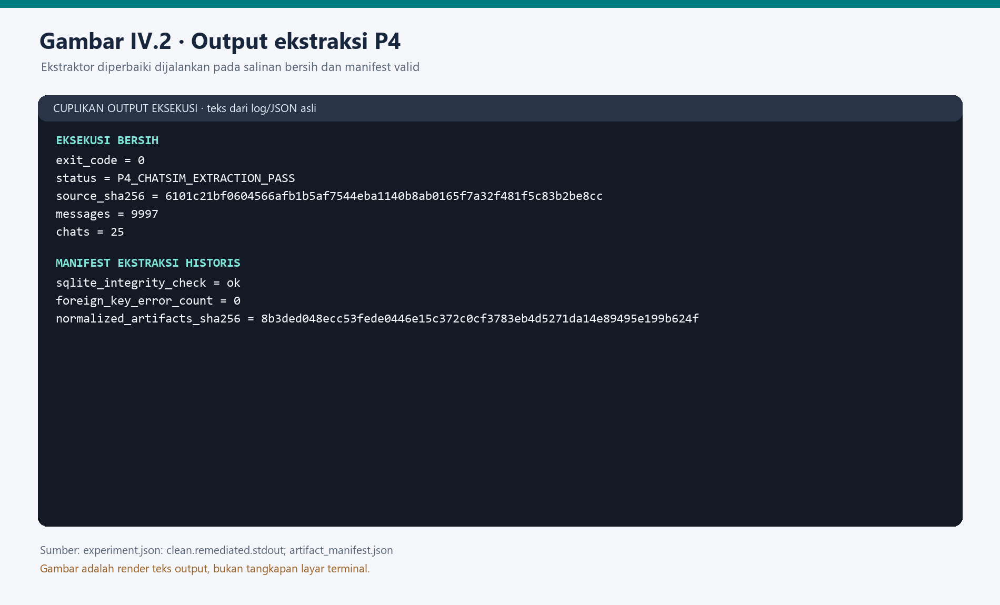 Gambar IV.2 · Output ekstraksi P4
Ekstraktor diperbaiki dijalankan pada salinan bersih dan manifest valid
CUPLIKAN OUTPUT EKSEKUSI · teks dari log/JSON asli
EKSEKUSI BERSIH
exit_code = 0
status = P4_CHATSIM_EXTRACTION_PASS
source_sha256 = 6101c21bf0604566afb1b5af7544eba1140b8ab0165f7a32f481f5c83b2be8cc
messages = 9997
chats = 25
MANIFEST EKSTRAKSI HISTORIS
sqlite_integrity_check = ok
foreign_key_error_count = 0
normalized_artifacts_sha256 = 8b3ded048ecc53fede0446e15c372c0cf3783eb4d5271da14e89495e199b624f
Sumber: experiment.json: clean.remediated.stdout; artifact_manifest.json
Gambar adalah render teks output, bukan tangkapan layar terminal.